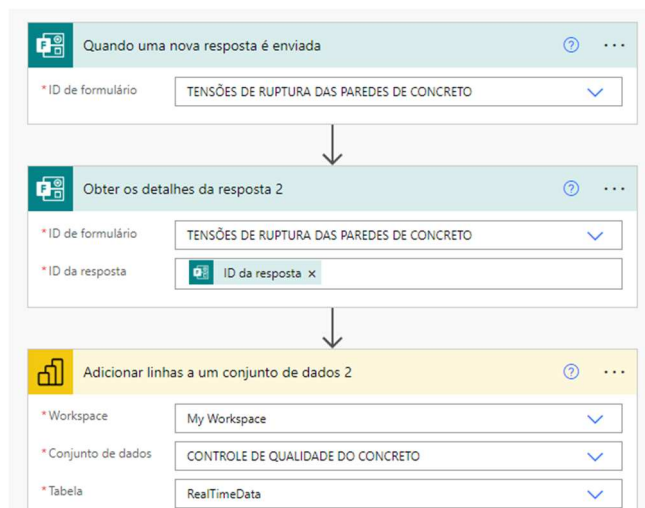 Quando uma nova resposta é enviada
* ID de formulário
TENSÕES DE RUPTURA DAS PAREDES DE CONCRETO
Obter os detalhes da resposta 2
* ID de formulário
TENSÕES DE RUPTURA DAS PAREDES DE CONCRETO
* ID da resposta
ID da resposta ×
Adicionar linhas a um conjunto de dados 2
* Workspace
My Workspace
* Conjunto de dados
CONTROLE DE QUALIDADE DO CONCRETO
* Tabela
RealTimeData